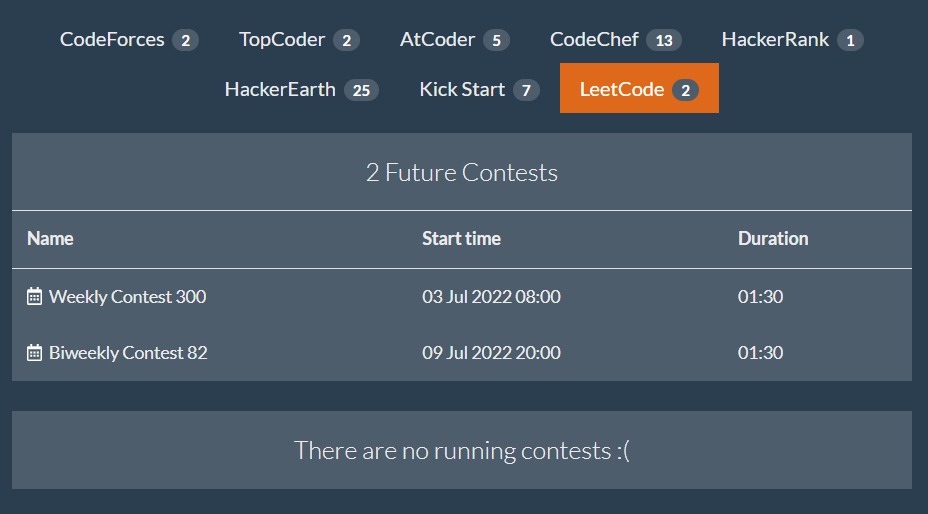 CodeForces 2 TopCoder 2 AtCoder 5 CodeChef 13 HackerRank 1
HackerEarth 25 Kick Start 7 LeetCode 2
2 Future Contests
Name Start time Duration
Weekly Contest 300 03 Jul 2022 08:00 01:30
Biweekly Contest 82 09 Jul 2022 20:00 01:30
There are no running contests :(